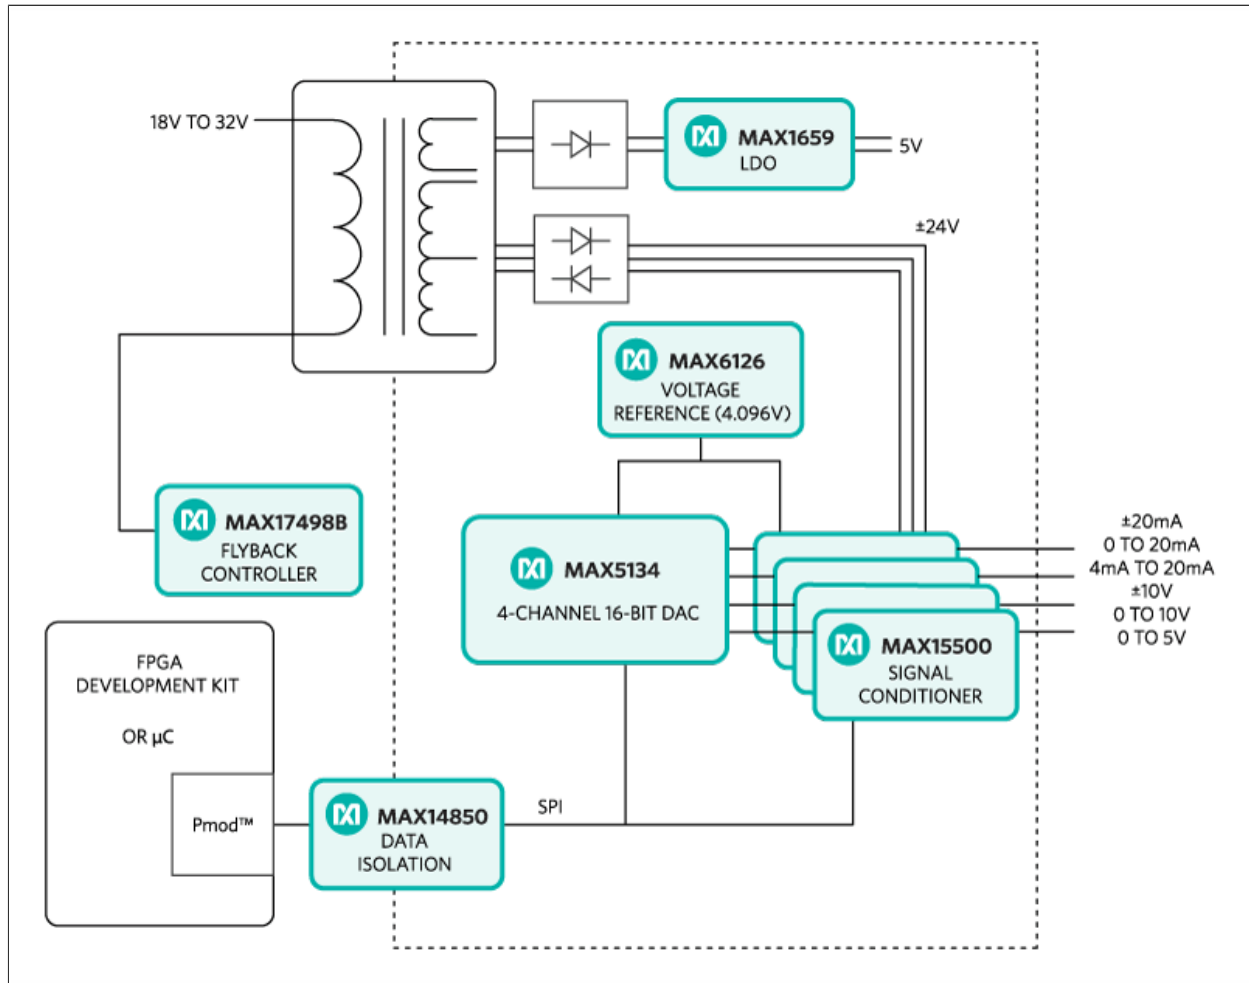 18V TO 32V
MAX1659
LDO
5V
±24V
MAX6126
VOLTAGE
REFERENCE (4.096V)
MAX17498B
FLYBACK
CONTROLLER
MAX5134
4-CHANNEL 16-BIT DAC
±20mA
0 TO 20mA
4mA TO 20mA
±10V
0 TO 10V
0 TO 5V
MAX15500
SIGNAL
CONDITIONER
FPGA
DEVELOPMENT KIT
OR µC
Pmod™
MAX14850
DATA
ISOLATION
SPI